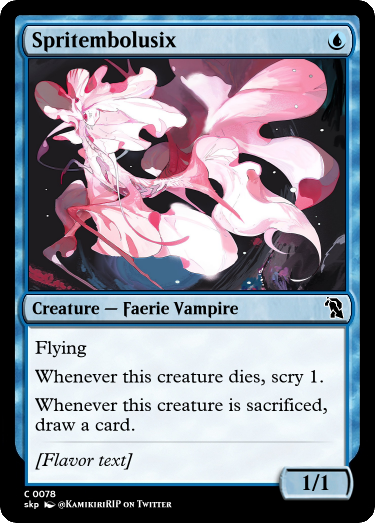 Spritembolusix
Creature — Faerie Vampire
Flying
Whenever this creature dies, scry 1.
Whenever this creature is sacrificed,
draw a card.
[Flavor text]
1/1
C 0078
skp @KamikiriRIP on Twitter